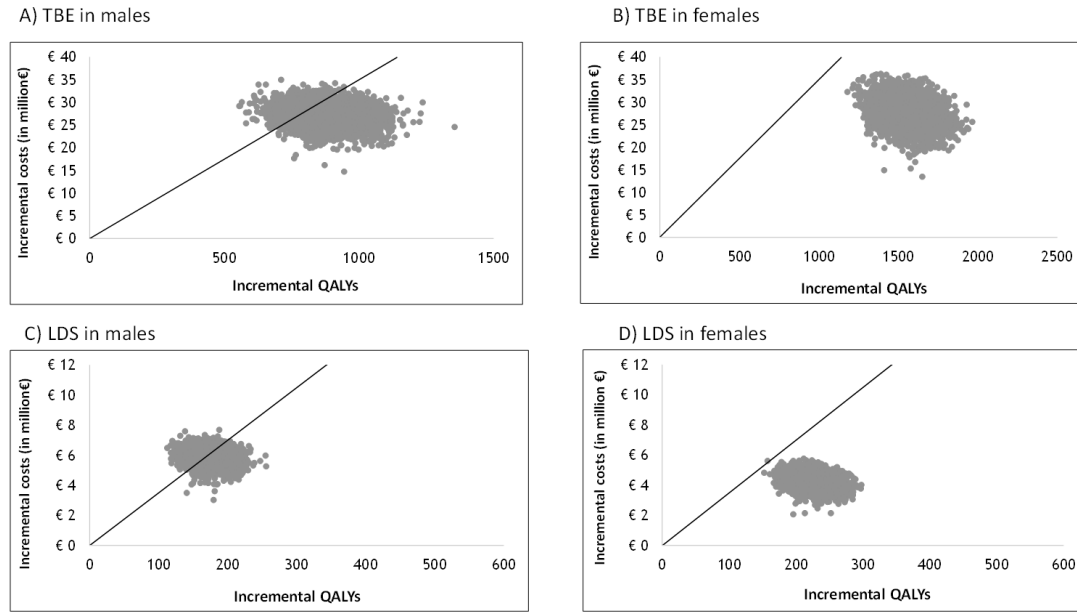 A) TBE in males
Incremental costs (in million€)
€ 40
€ 35
€ 30
€ 25
€ 20
€ 15
€ 10
€ 5
€ 0
0 500 1000 1500
Incremental QALYs
B) TBE in females
Incremental costs (in million €)
€ 40
€ 35
€ 30
€ 25
€ 20
€ 15
€ 10
€ 5
€ 0
0 500 1000 1500 2000 2500
Incremental QALYs
C) LDS in males
Incremental costs (in million €)
€ 12
€ 10
€ 8
€ 6
€ 4
€ 2
€ 0
0 100 200 300 400 500 600
Incremental QALYs
D) LDS in females
Incremental costs (in million €)
€ 12
€ 10
€ 8
€ 6
€ 4
€ 2
€ 0
0 100 200 300 400 500 600
Incremental QALYs